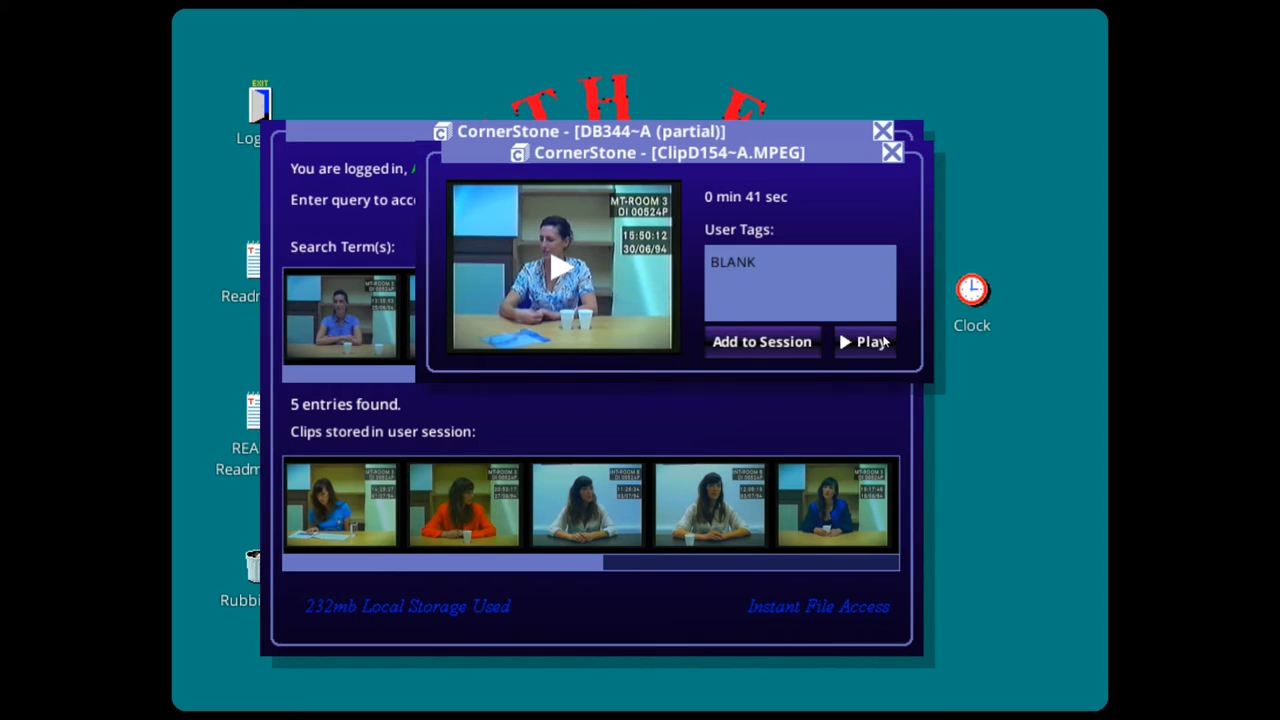 EXIT
T H E
Log
CornerStone - [DB344~A (partial)]
CornerStone - [ClipD154~A.MPEG]
You are logged in,
Enter query to acce
Search Term(s):
MT-ROOM 3
DI 00524P
15:50:12
30/06/94
0 min 41 sec
User Tags:
BLANK
Add to Session
Play
Readr
Clock
5 entries found.
Clips stored in user session:
REA
Readm
Rubbi
232mb Local Storage Used
Instant File Access